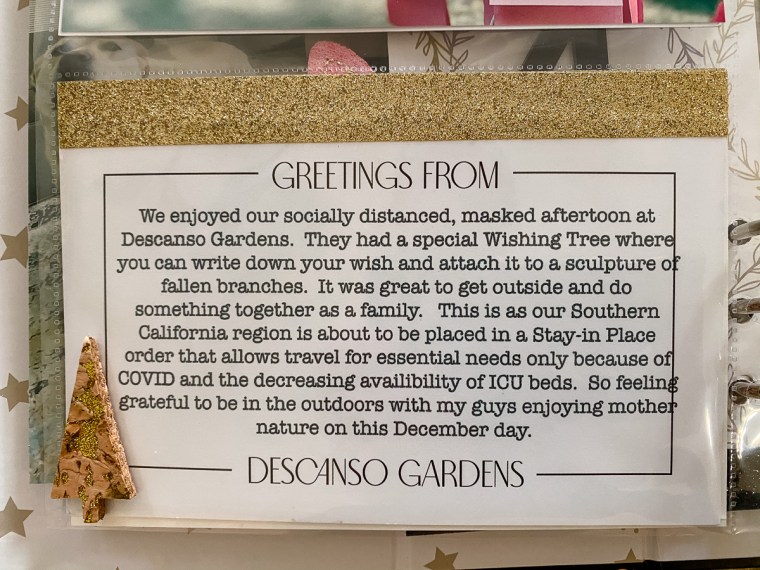 GREETINGS FROM
We enjoyed our socially distanced, masked aftertoon at
Descanso Gardens. They had a special Wishing Tree where
you can write down your wish and attach it to a sculpture of
fallen branches. It was great to get outside and do
something together as a family. This is as our Southern
California region is about to be placed in a Stay-in Place
order that allows travel for essential needs only because of
COVID and the decreasing availibility of ICU beds. So feeling
grateful to be in the outdoors with my guys enjoying mother
nature on this December day.
DESCANSO GARDENS